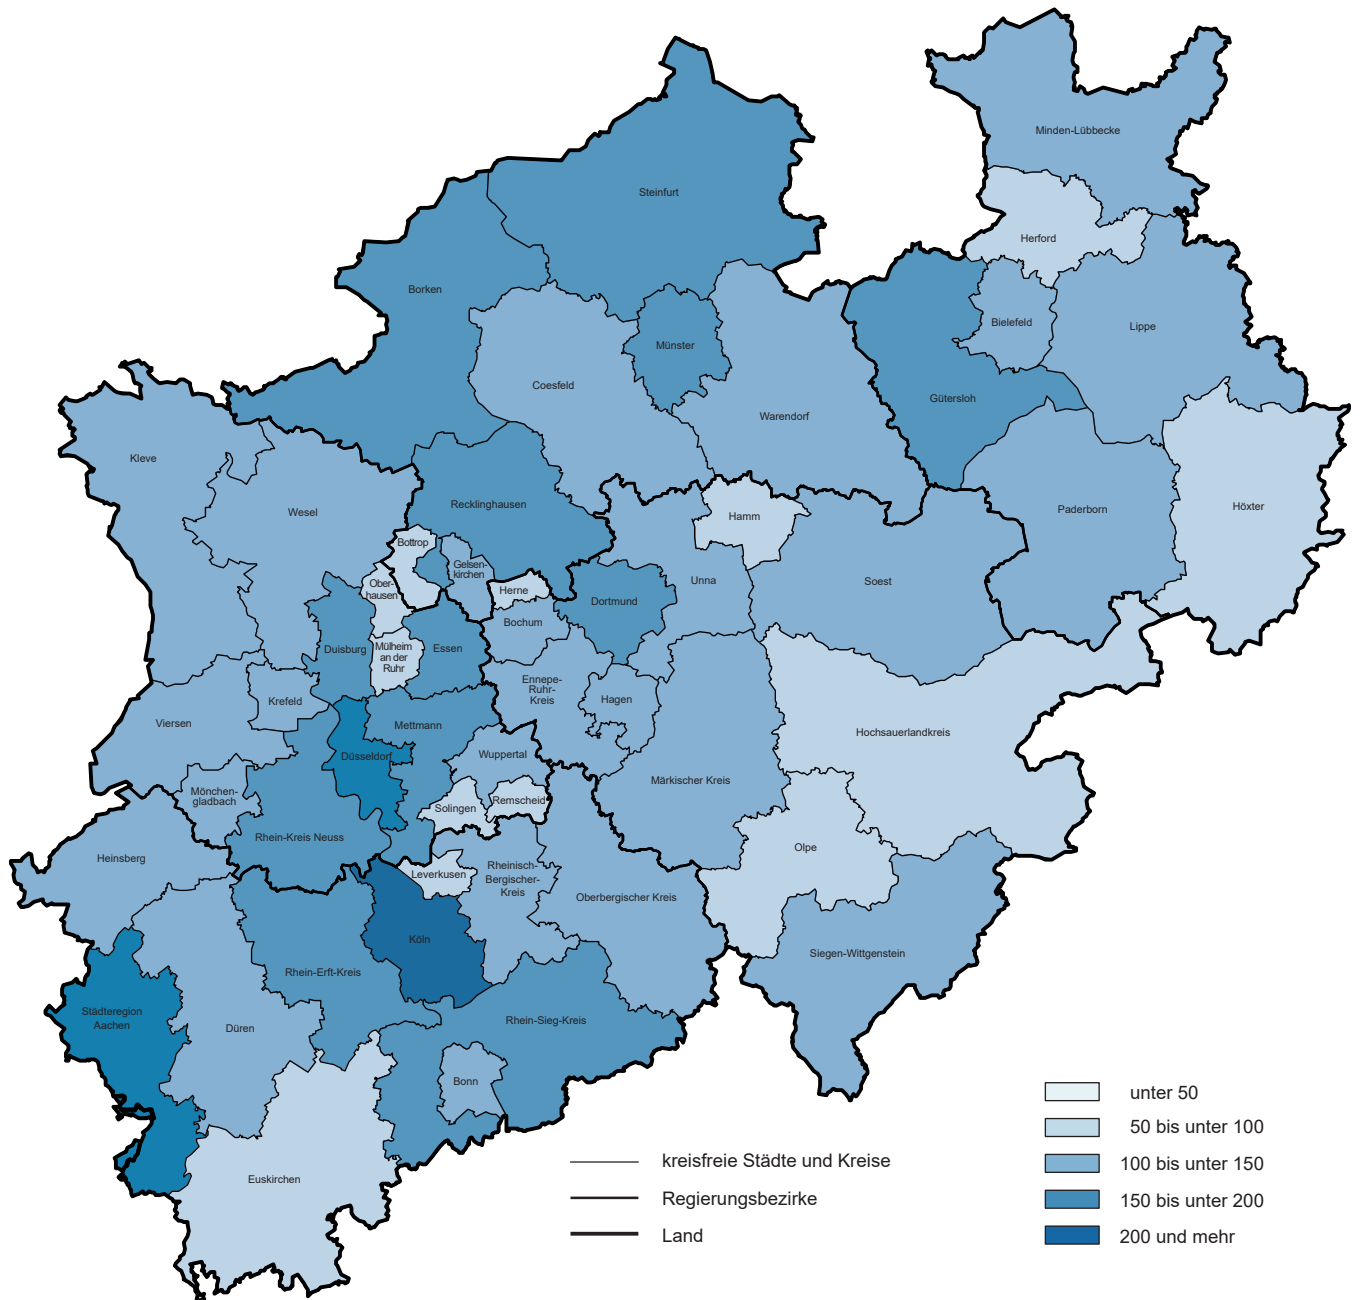 Minden-Lübbecke
Steinfurt
Herford
Borken
Bielefeld
Lippe
Münster
Coesfeld
Gütersloh
Warendorf
Kleve
Recklinghausen
Höxter
Paderborn
Wesel
Hamm
Bottrop
Gelsen-
kirchen
Unna
Soest
Ober-
hausen
Herne
Dortmund
Bochum
Duisburg
Mülheim
an der
Ruhr
Essen
Ennepe-
Ruhr-
Kreis
Hagen
Krefeld
Viersen
Mettmann
Hochsauerlandkreis
Düsseldorf
Wuppertal
Märkischer Kreis
Mönchen-
gladbach
Solingen
Remscheid
Rhein-Kreis Neuss
Olpe
Heinsberg
Leverkusen
Rheinisch-
Bergischer-
Kreis
Oberbergischer Kreis
Köln
Siegen-Wittgenstein
Rhein-Erft-Kreis
Städteregion
Aachen
Düren
Rhein-Sieg-Kreis
Bonn
Euskirchen
kreisfreie Städte und Kreise
Regierungsbezirke
Land
unter 50
50 bis unter 100
100 bis unter 150
150 bis unter 200
200 und mehr